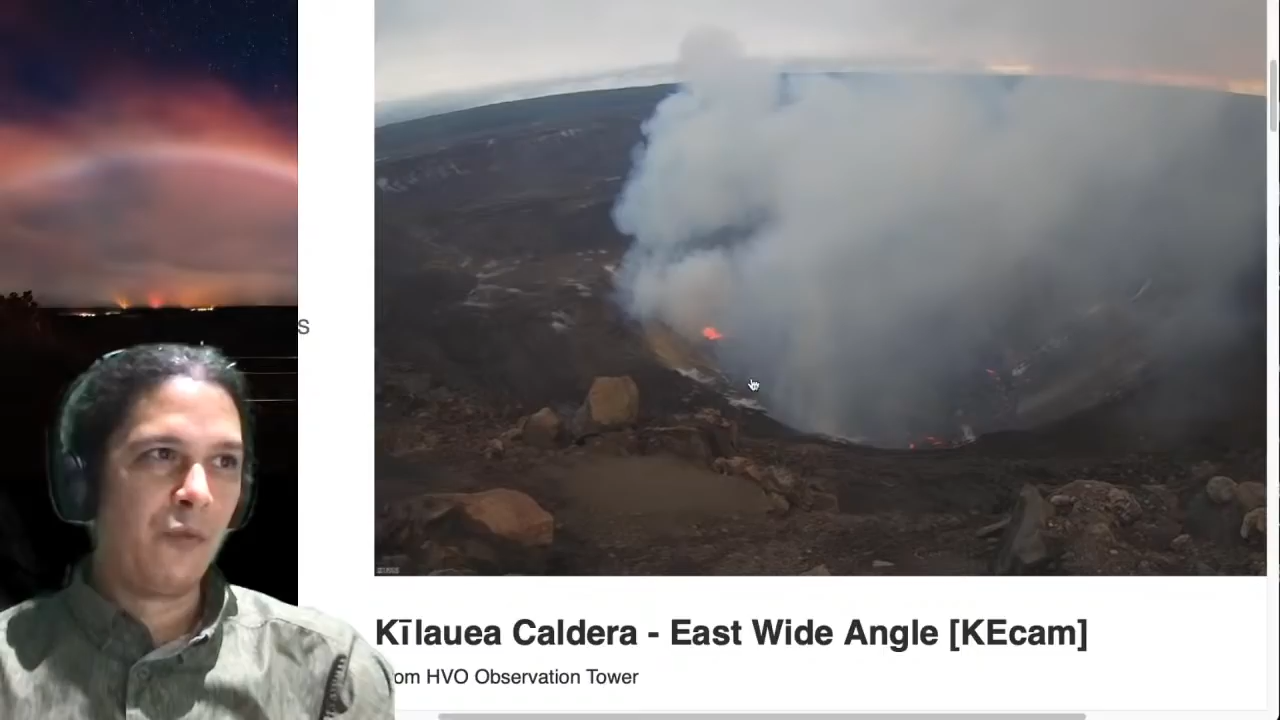 s
Kīlauea Caldera - East Wide Angle [KEcam]
om HVO Observation Tower